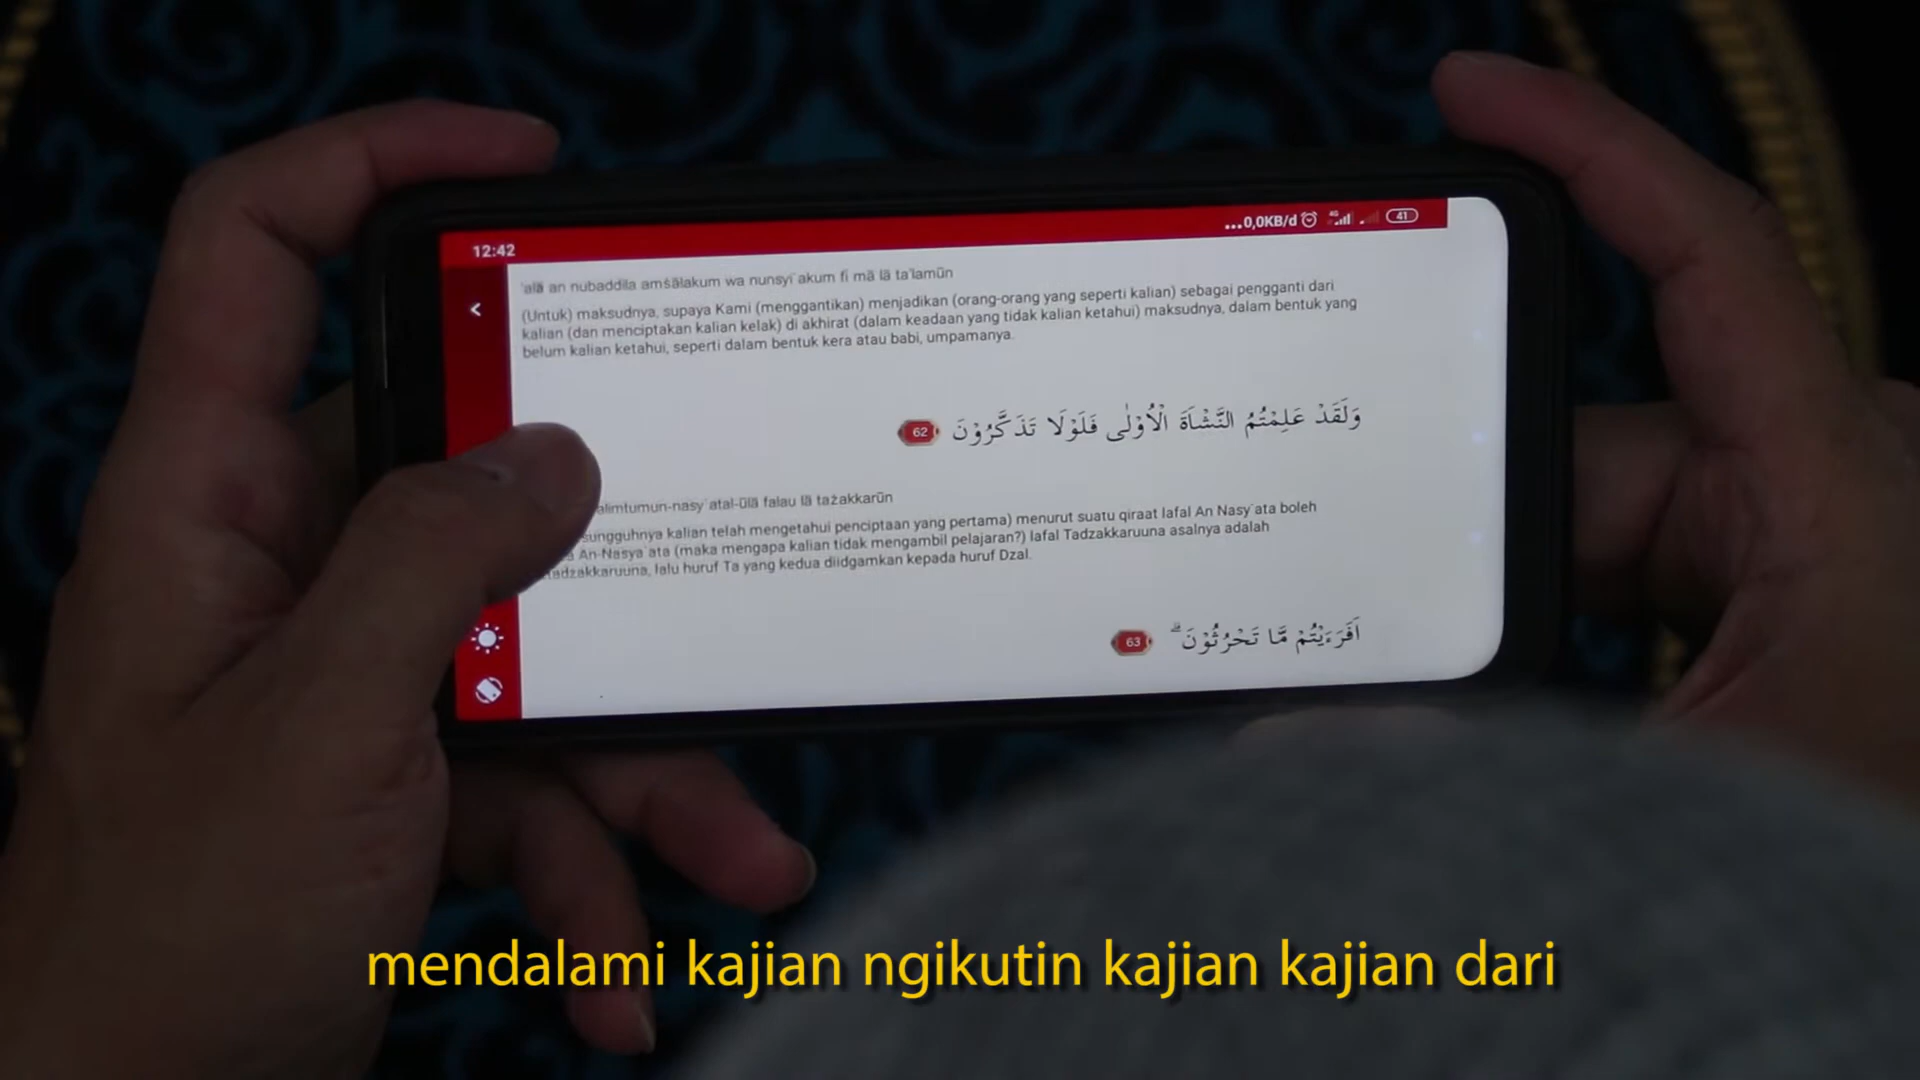 12:42
...0,0KB/d 4G 41
'alā an nubaddila amṡālakum wa nunsyi`akum fī mā lā ta'lamūn
(Untuk) maksudnya, supaya Kami (menggantikan) menjadikan (orang-orang yang seperti kalian) sebagai pengganti dari
kalian (dan menciptakan kalian kelak) di akhirat (dalam keadaan yang tidak kalian ketahui) maksudnya, dalam bentuk yang
belum kalian ketahui, seperti dalam bentuk kera atau babi, umpamanya.
وَلَقَدْ عَلِمْتُمُ النَّشْاَةَ الْاُوْلٰى فَلَوْلَا تَذَكَّرُوْنَ 62
alimtumun-nasy`atal-ūlā falau lā tażakkarūn
sungguhnya kalian telah mengetahui penciptaan yang pertama) menurut suatu qiraat lafal An Nasy`ata boleh
An-Nasya`ata (maka mengapa kalian tidak mengambil pelajaran?) lafal Tadzakkaruuna asalnya adalah
tadzakkaruuna, lalu huruf Ta yang kedua diidgamkan kepada huruf Dzal.
اَفَرَءَيْتُمْ مَّا تَحْرُثُوْنَۗ 63
mendalami kajian ngikutin kajian kajian dari